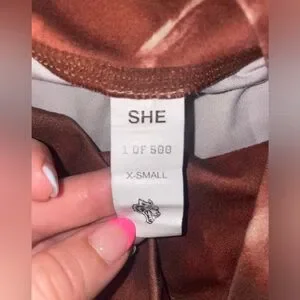 SHE
1 OF 500
X-SMALL